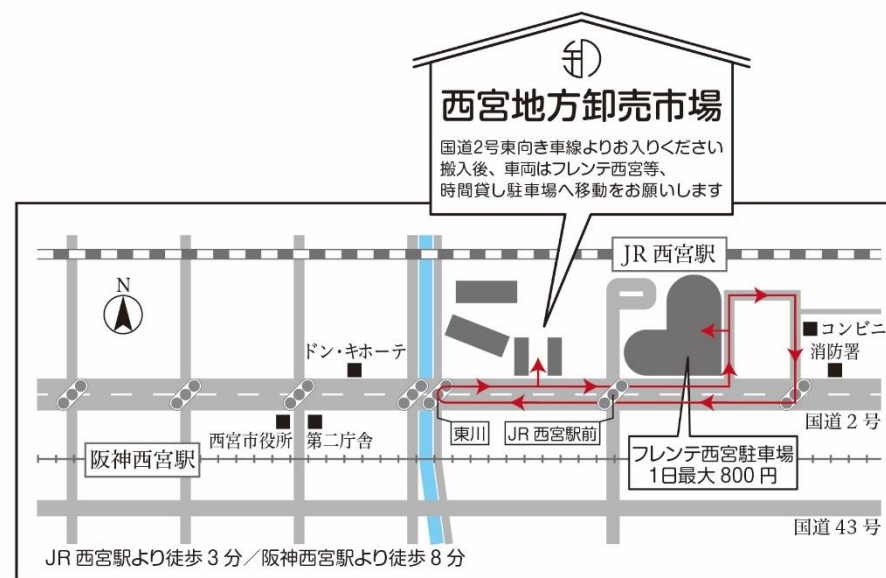 西宮地方卸売市場
国道2号東向き車線よりお入りください
搬入後、車両はフレンテ西宮等、
時間貸し駐車場へ移動をお願いします
JR 西宮駅
N
コンビニ
消防署
ドン・キホーテ
国道 2 号
西宮市役所
第二庁舎
東川
JR 西宮駅前
阪神西宮駅
フレンテ西宮駐車場
1日最大 800 円
国道 43 号
JR 西宮駅より徒歩 3 分／阪神西宮駅より徒歩 8 分